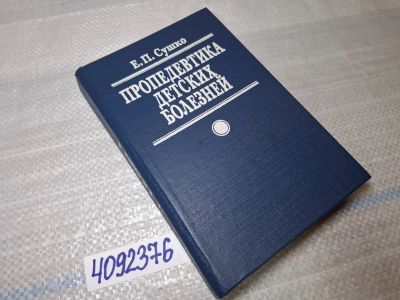 Е.П. Сушко
ПРОПЕДЕВТИКА
ДЕТСКИХ
БОЛЕЗНЕЙ
4092376